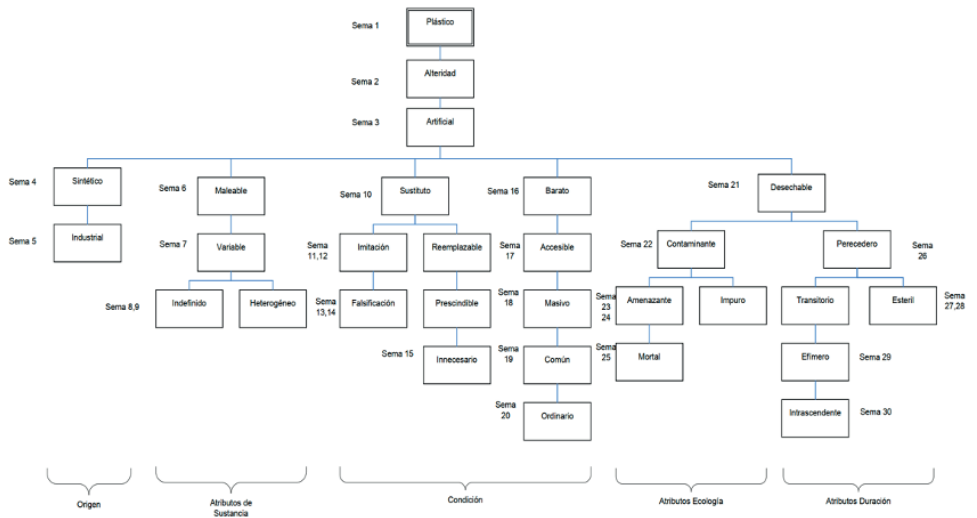 Sema 1
Plástico
Sema 2
Alteridad
Sema 3
Artificial
Sema 4
Sintético
Sema 6
Maleable
Sema 10
Sustituto
Sema 16
Barato
Sema 21
Desechable
Sema 5
Industrial
Sema 7
Variable
Sema
11,12
Imitación
Reemplazable
Sema
17
Accesible
Sema 22
Contaminante
Perecedero
Sema
26
Sema 8,9
Indefinido
Heterogéneo
Sema
13,14
Falsificación
Prescindible
Sema
18
Masivo
Sema
23
24
Amenazante
Impuro
Transitorio
Esteril
Sema
27,28
Sema 15
Innecesario
Sema
19
Común
Sema
25
Mortal
Efímero
Sema 29
Sema
20
Ordinario
Intrascendente
Sema 30
Origen
Atributos de
Sustancia
Condición
Atributos Ecología
Atributos Duración